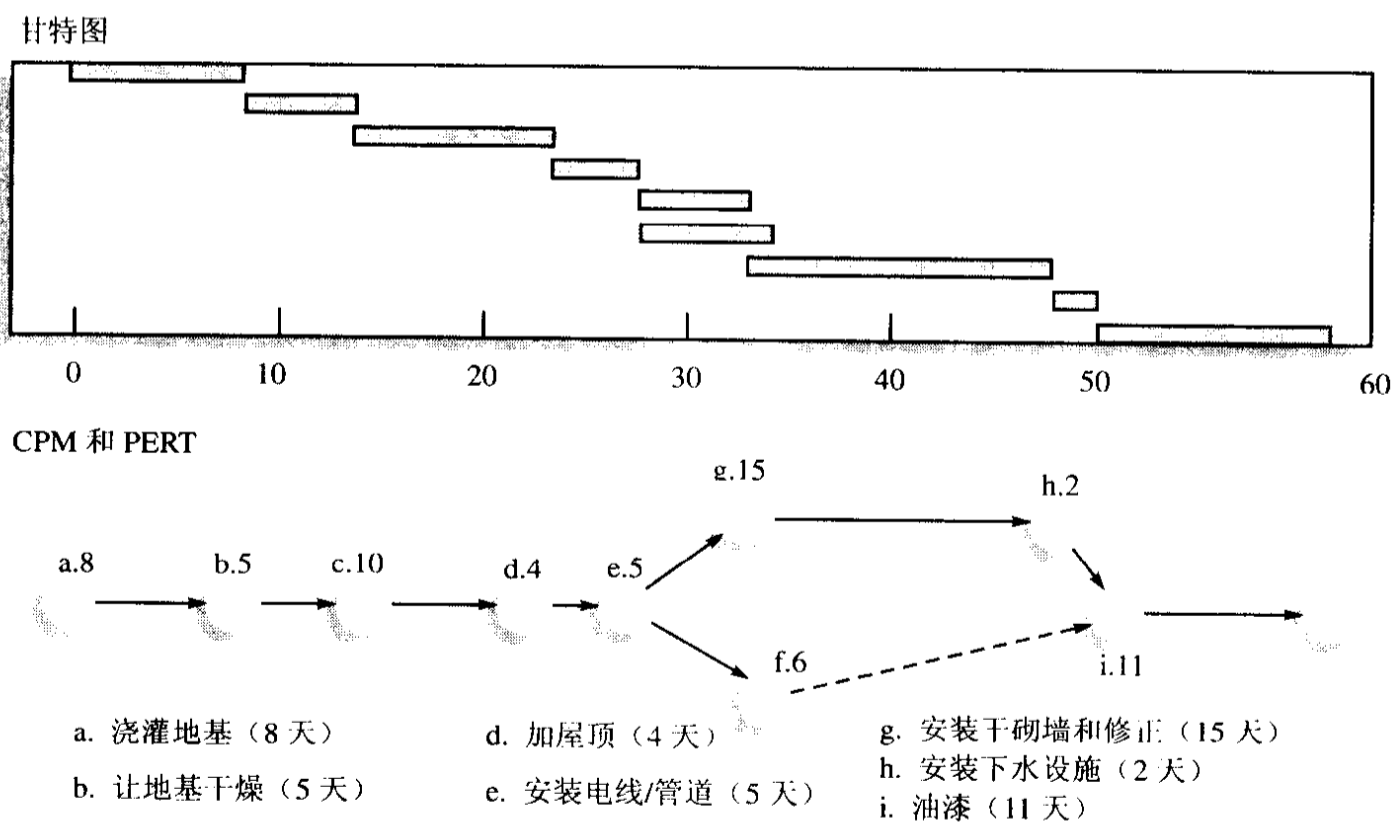 甘特图
0 10 20 30 40 50 60
CPM 和 PERT
g.15
h.2
a.8 b.5 c.10 d.4 e.5
f.6
i.11
a. 浇灌地基（8 天） d. 加屋顶（4 天） g. 安装干砌墙和修正（15 天）
b. 让地基干燥（5 天） e. 安装电线/管道（5 天） h. 安装下水设施（2 天）
i. 油漆（11 天）